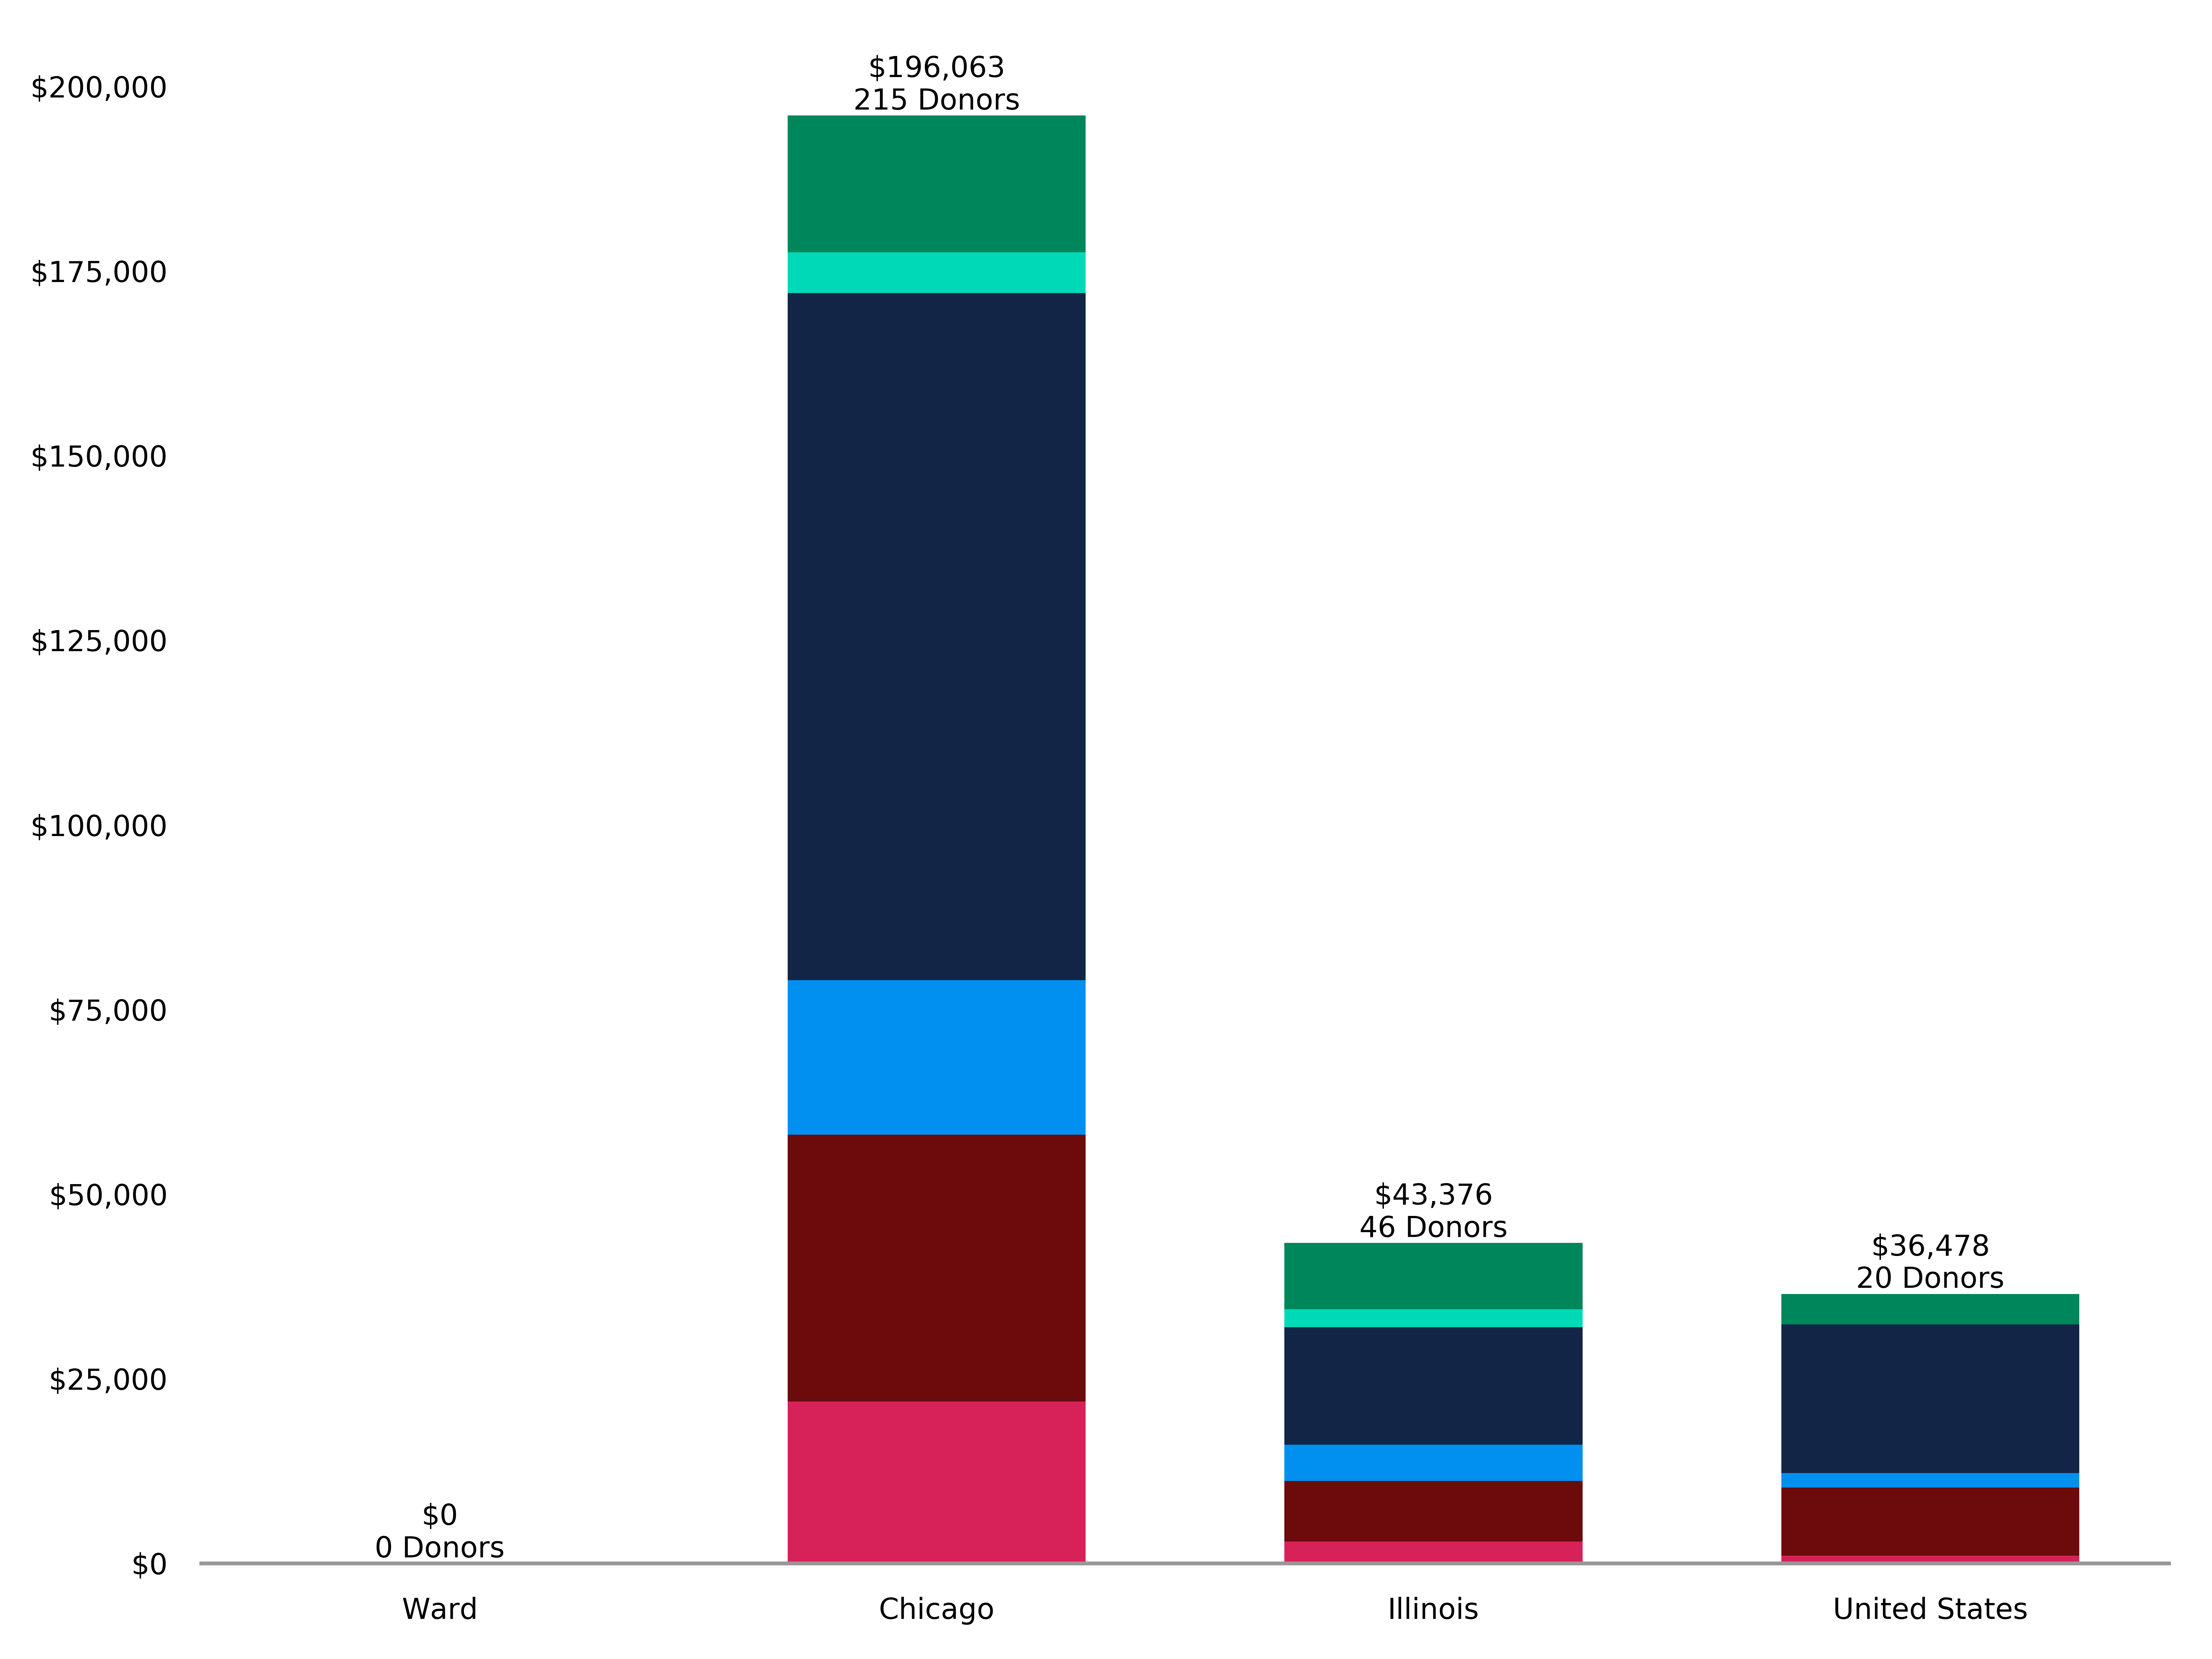 $200,000
$175,000
$150,000
$125,000
$100,000
$75,000
$50,000
$25,000
$0
$0
0 Donors
$196,063
215 Donors
$43,376
46 Donors
$36,478
20 Donors
Ward
Chicago
Illinois
United States